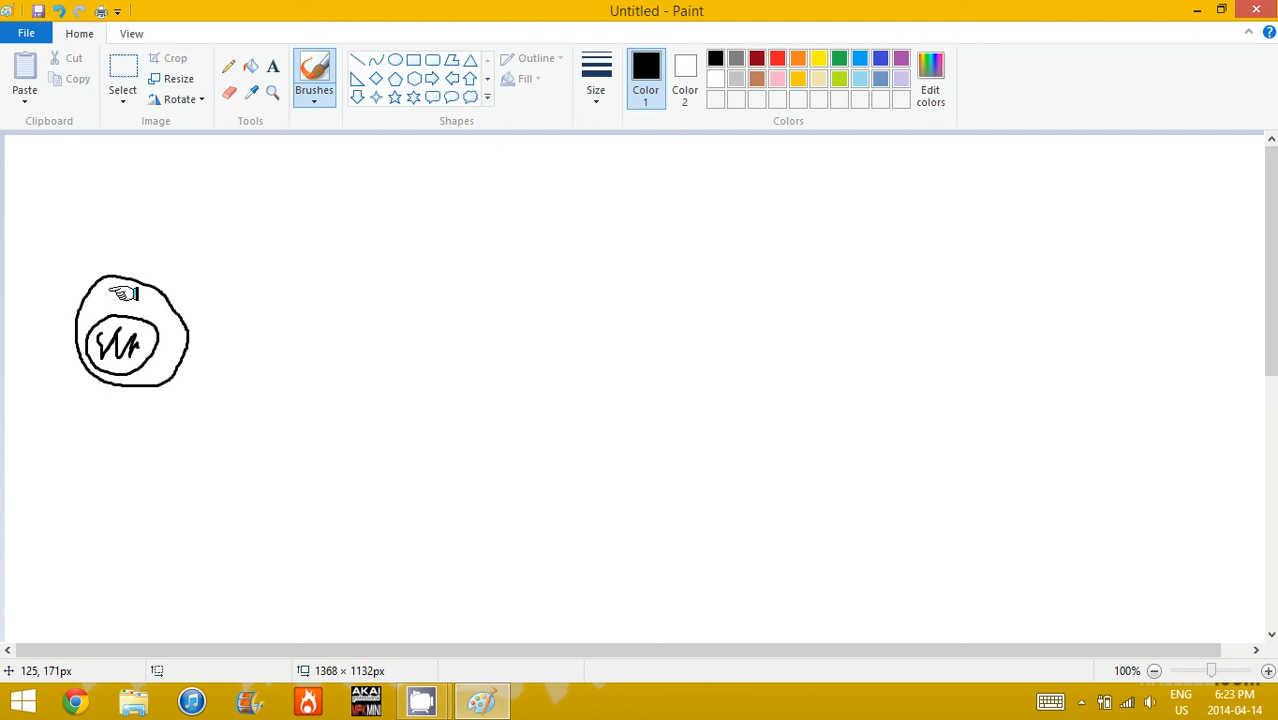 Untitled - Paint
File Home View
Paste
Cut
Copy
Clipboard
Select
Crop
Resize
Rotate
Image
A
Tools
Brushes
Outline
Fill
Shapes
Size
Color 1
Color 2
Edit colors
Colors
125, 171px
1368 × 1132px
100%
AKAI
ENG
US
6:23 PM
2014-04-14